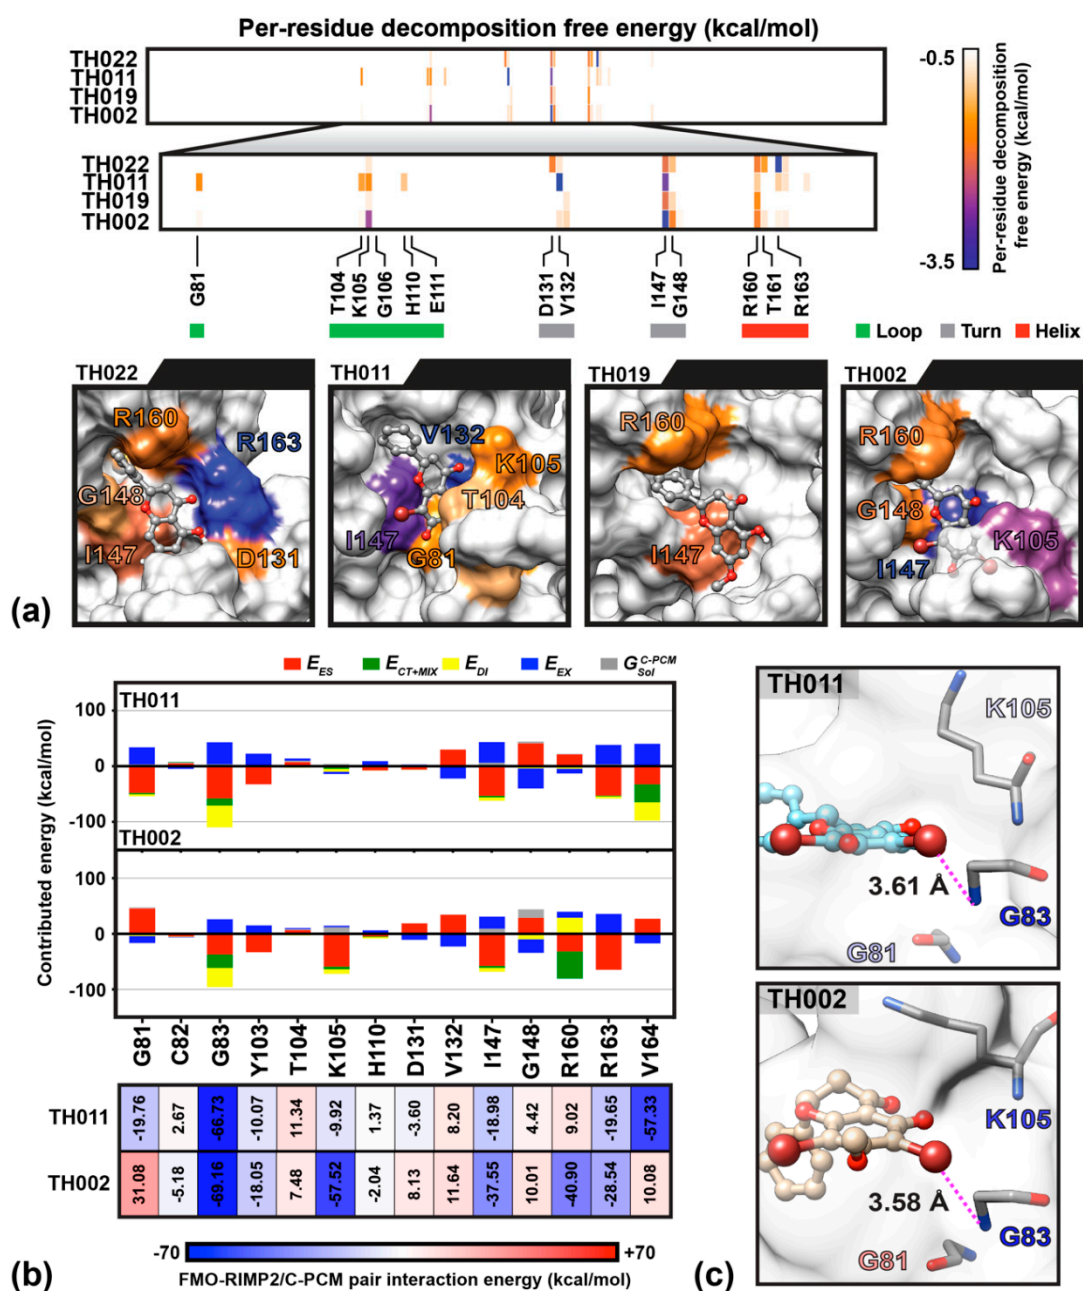 Per-residue decomposition free energy (kcal/mol)
TH022
TH011
TH019
TH002
TH022
TH011
TH019
TH002
-0.5
-3.5
Per-residue decomposition
free energy (kcal/mol)
G81
T104
K105
G106
H110
E111
D131
V132
I147
G148
R160
T161
R163
Loop
Turn
Helix
TH022
R160
R163
G148
I147
D131
TH011
V132
K105
T104
I147
G81
TH019
R160
I147
TH002
R160
G148
K105
I147
(a)
E_ES E_CT+MIX E_DI E_EX G_Sol^C-PCM
Contributed energy (kcal/mol)
TH011
100
0
-100
TH002
100
0
-100
G81 C82 G83 Y103 T104 K105 H110 D131 V132 I147 G148 R160 R163 V164
TH011 -19.76 2.67 -66.73 -10.07 11.34 -9.92 1.37 -3.60 8.20 -18.98 4.42 9.02 -19.65 -57.33
TH002 31.08 -5.18 -69.16 -18.05 7.48 -57.52 -2.04 8.13 11.64 -37.55 10.01 -40.90 -28.54 10.08
-70 +70
FMO-RIMP2/C-PCM pair interaction energy (kcal/mol)
(b)
TH011
K105
3.61 Å
G83
G81
TH002
K105
3.58 Å
G83
G81
(c)